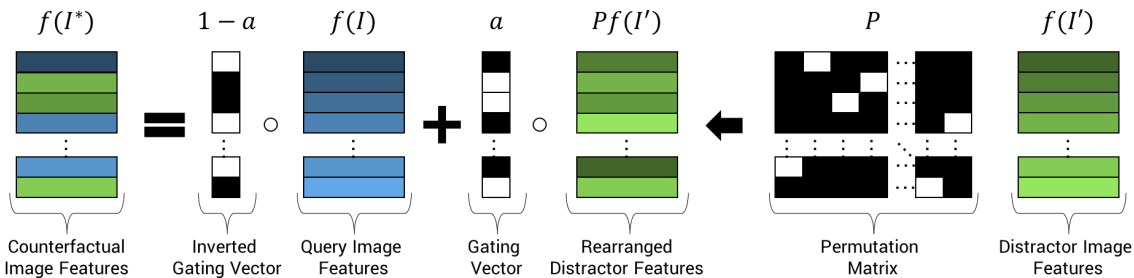 f(I*)
1 − a
f(I)
a
Pf(I′)
P
f(I′)
Counterfactual
Image Features
Inverted
Gating Vector
Query Image
Features
Gating
Vector
Rearranged
Distractor Features
Permutation
Matrix
Distractor Image
Features